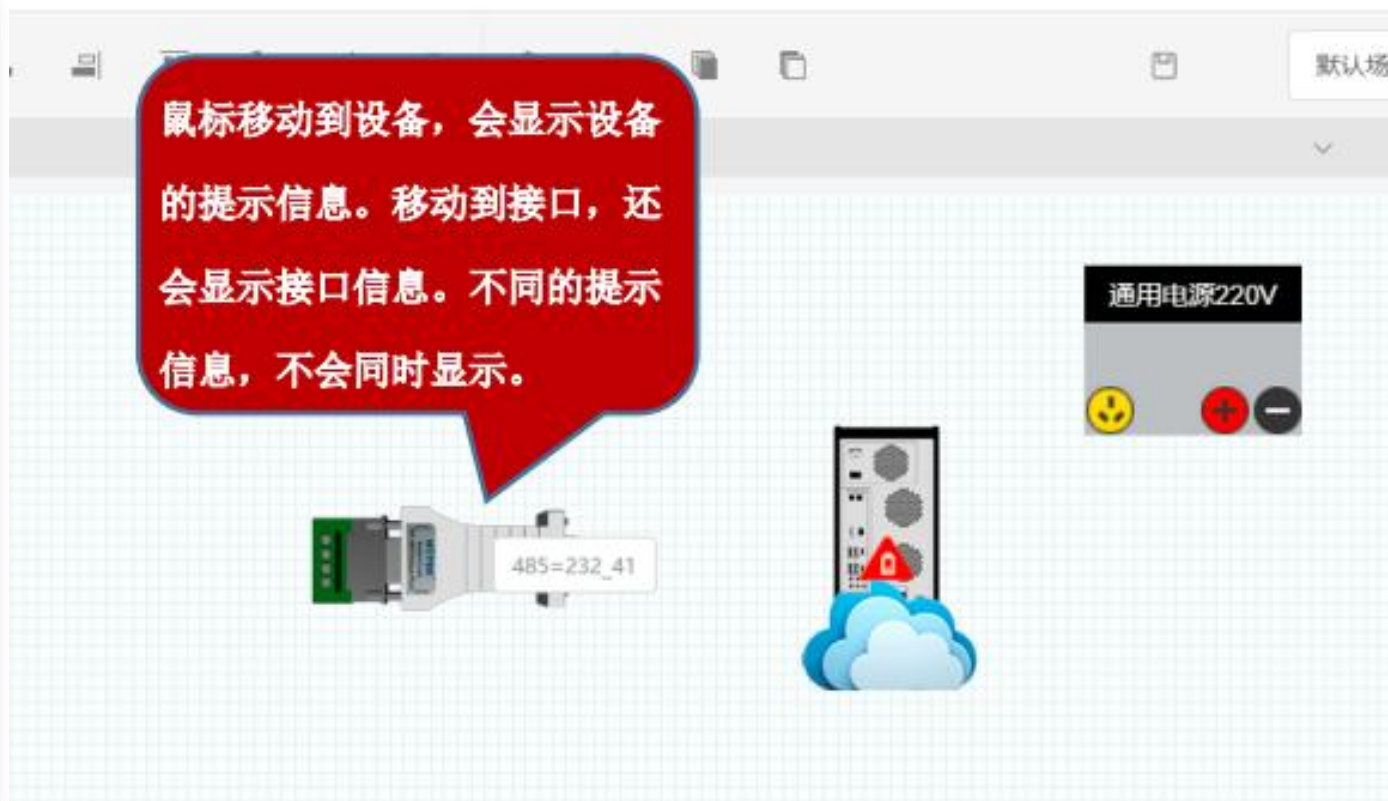 默认场
鼠标移动到设备，会显示设备
的提示信息。移动到接口，还
会显示接口信息。不同的提示
信息，不会同时显示。
通用电源220V
485=232_41